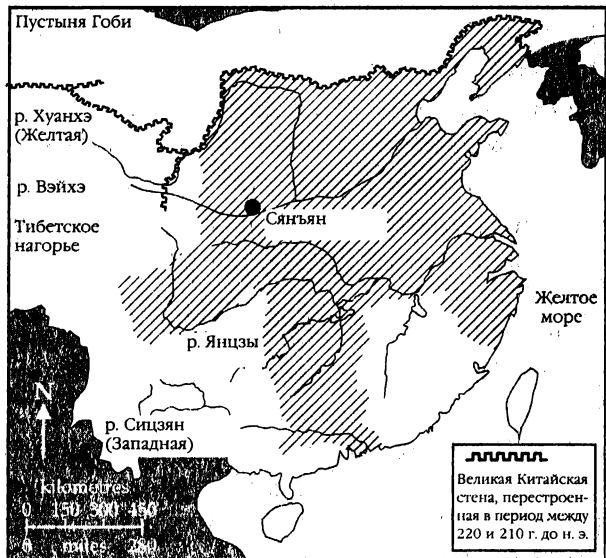 Пустыня Гоби
р. Хуанхэ
(Желтая)
р. Вэйхэ
Тибетское
нагорье
Сянъян
Желтое
море
р. Янцзы
N
р. Сицзян
(Западная)
kilometres
0 150 300 450
0 miles 280
Великая Китайская
стена, перестроен-
ная в период между
220 и 210 г. до н. э.